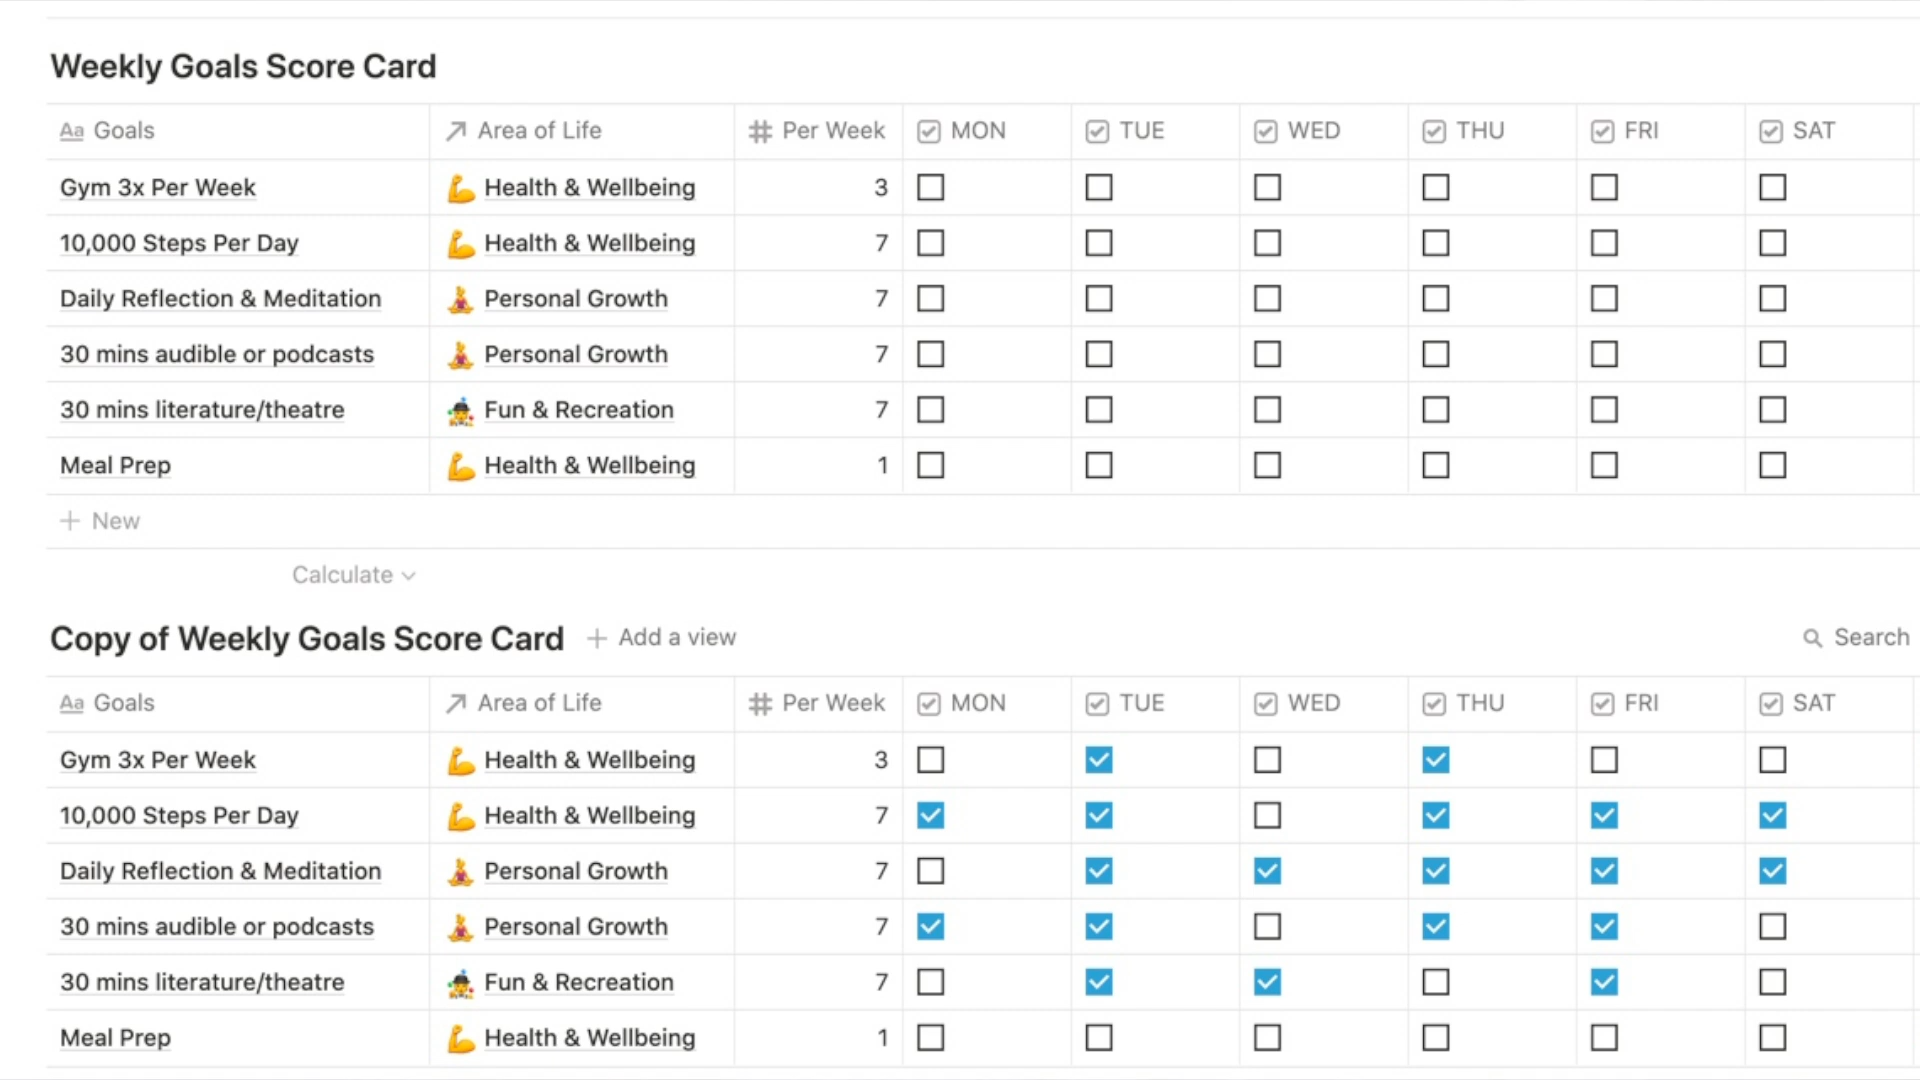 Weekly Goals Score Card
Aa Goals Area of Life # Per Week MON TUE WED THU FRI SAT
Gym 3x Per Week Health & Wellbeing 3
10,000 Steps Per Day Health & Wellbeing 7
Daily Reflection & Meditation Personal Growth 7
30 mins audible or podcasts Personal Growth 7
30 mins literature/theatre Fun & Recreation 7
Meal Prep Health & Wellbeing 1
+ New
Calculate
Copy of Weekly Goals Score Card + Add a view Search
Aa Goals Area of Life # Per Week MON TUE WED THU FRI SAT
Gym 3x Per Week Health & Wellbeing 3
10,000 Steps Per Day Health & Wellbeing 7
Daily Reflection & Meditation Personal Growth 7
30 mins audible or podcasts Personal Growth 7
30 mins literature/theatre Fun & Recreation 7
Meal Prep Health & Wellbeing 1